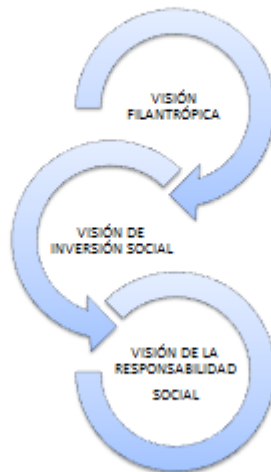 VISIÓN
FILANTRÓPICA
VISIÓN DE
INVERSIÓN SOCIAL
VISIÓN DE LA
RESPONSABILIDAD
SOCIAL